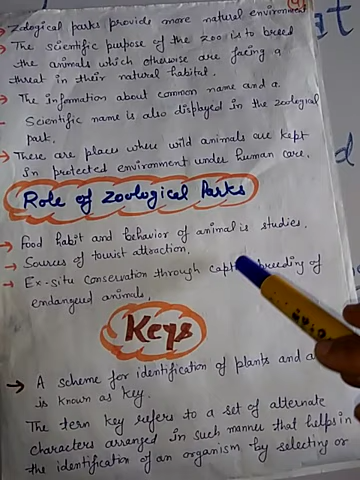 Zoological parks provide more natural environment
The scientific purpose of the zoo is to breed
the animals which otherwise are facing a
threat in their natural habitat.
The information about common name and a
Scientific name is also displayed in the zoological
park.
These are places where wild animals are kept
in protected environment under human care.
Role of Zoological Parks
Food habit and behavior of animal is studies.
Sources of tourist attraction.
Ex-situ conservation through breeding of
endangered animals.
Keys
A scheme for identification of plants and
is known as key.
The term key refers to a set of alternate
characters arranged in such manner that helps in
the identification of an organism by selecting or